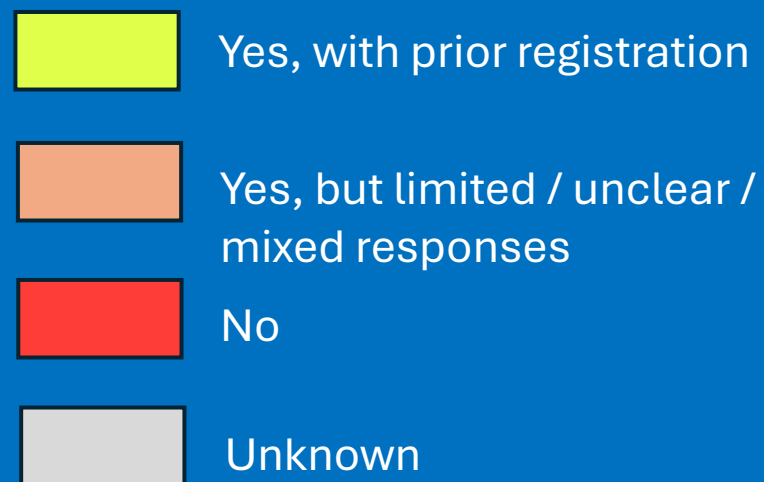 Yes, with prior registration
Yes, but limited / unclear /
mixed responses
No
Unknown